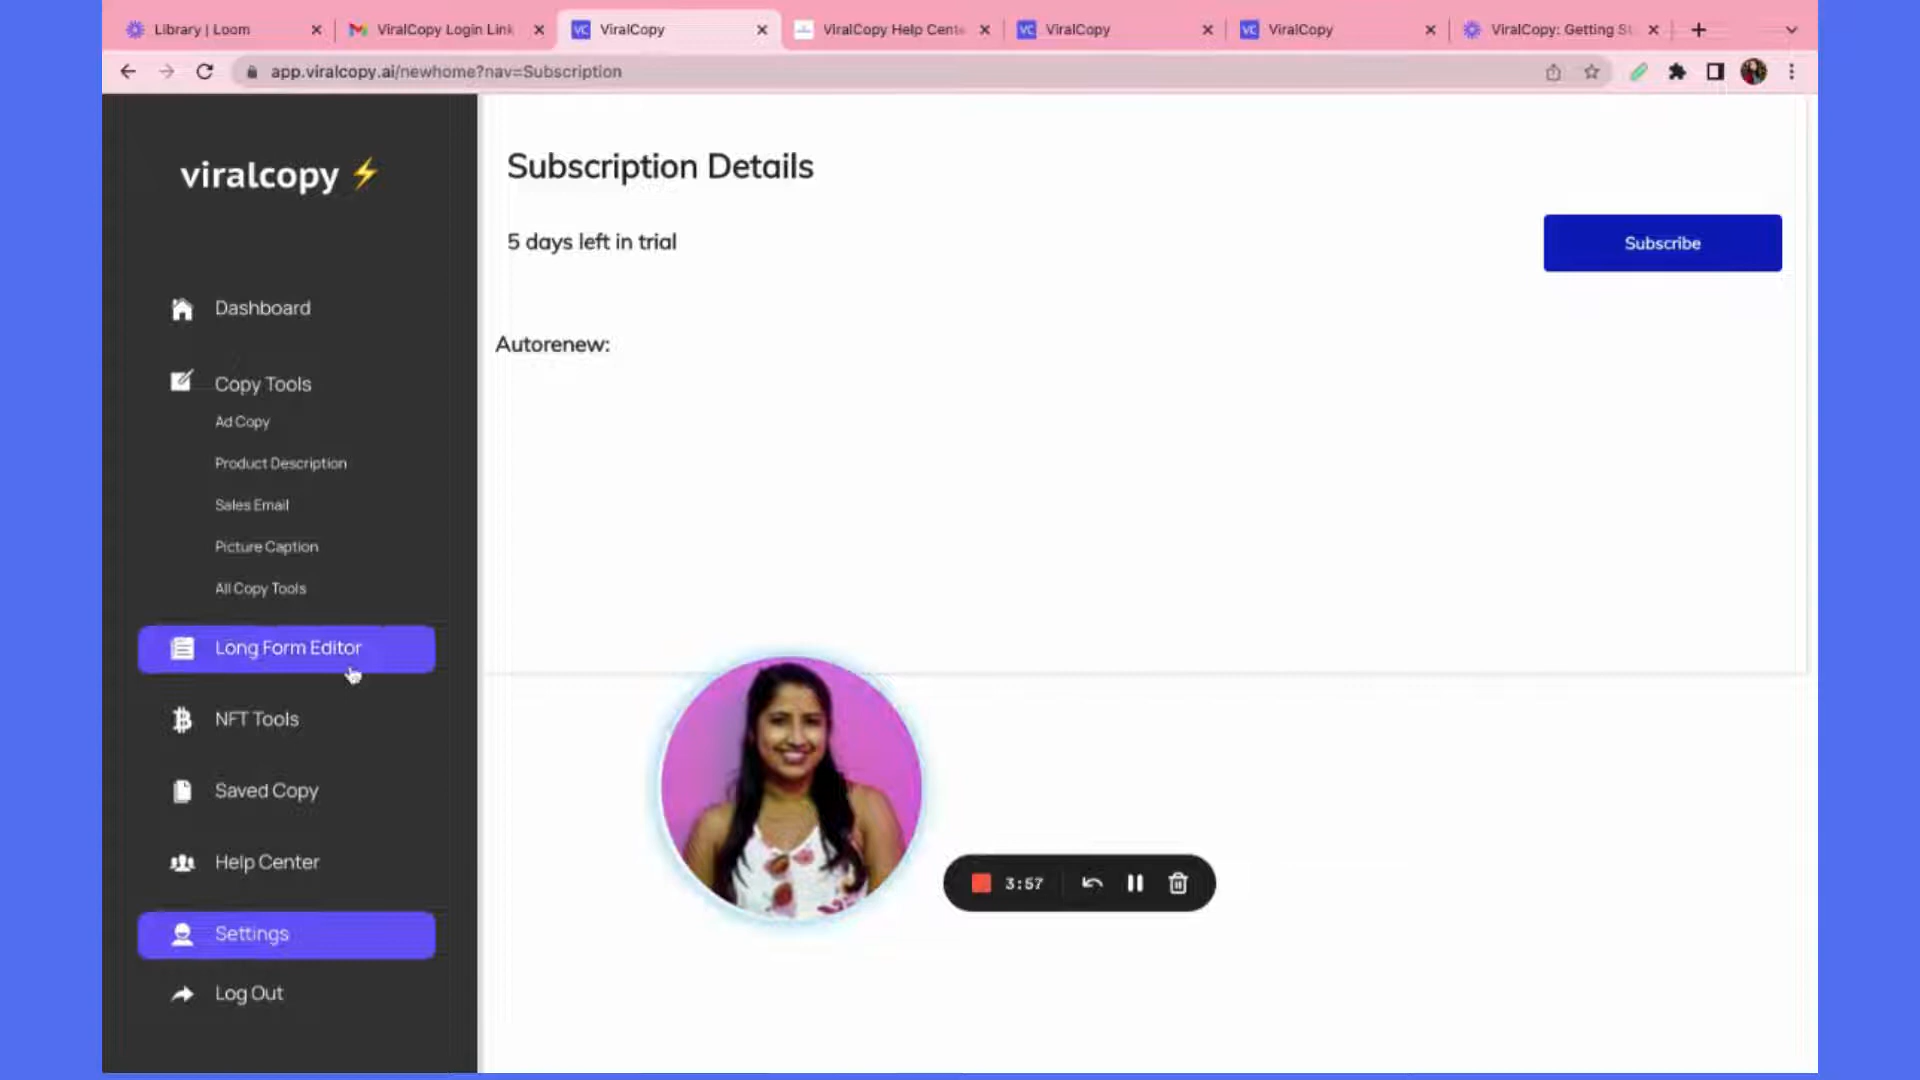 Library | Loom
ViralCopy Login Link
VC ViralCopy
ViralCopy Help Cente
VC ViralCopy
VC ViralCopy
ViralCopy: Getting St
app.viralcopy.ai/newhome?nav=Subscription
viralcopy
Subscription Details
5 days left in trial
Subscribe
Autorenew:
Dashboard
Copy Tools
Ad Copy
Product Description
Sales Email
Picture Caption
All Copy Tools
Long Form Editor
NFT Tools
Saved Copy
Help Center
Settings
Log Out
3:57